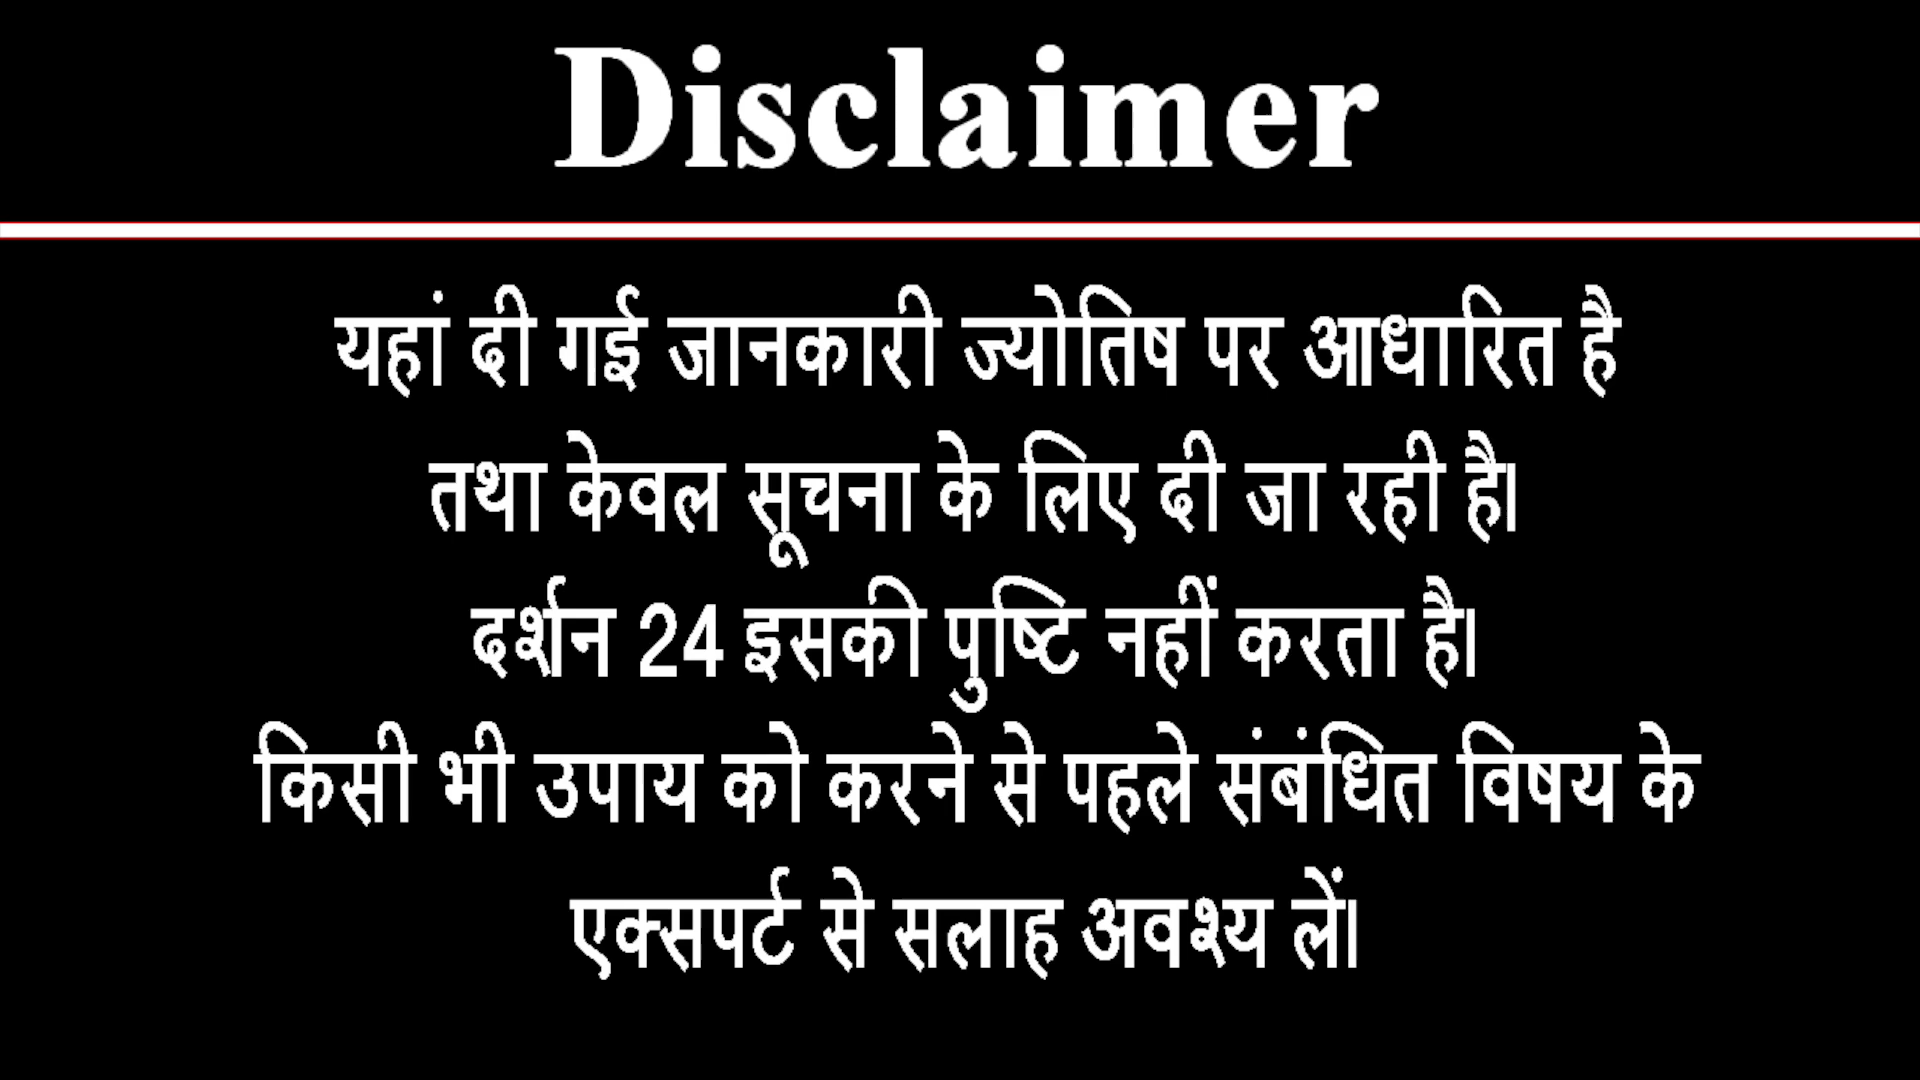 Disclaimer
यहां दी गई जानकारी ज्योतिष पर आधारित है
तथा केवल सूचना के लिए दी जा रही है।
दर्शन 24 इसकी पुष्टि नहीं करता है।
किसी भी उपाय को करने से पहले संबंधित विषय के
एक्सपर्ट से सलाह अवश्य लें।